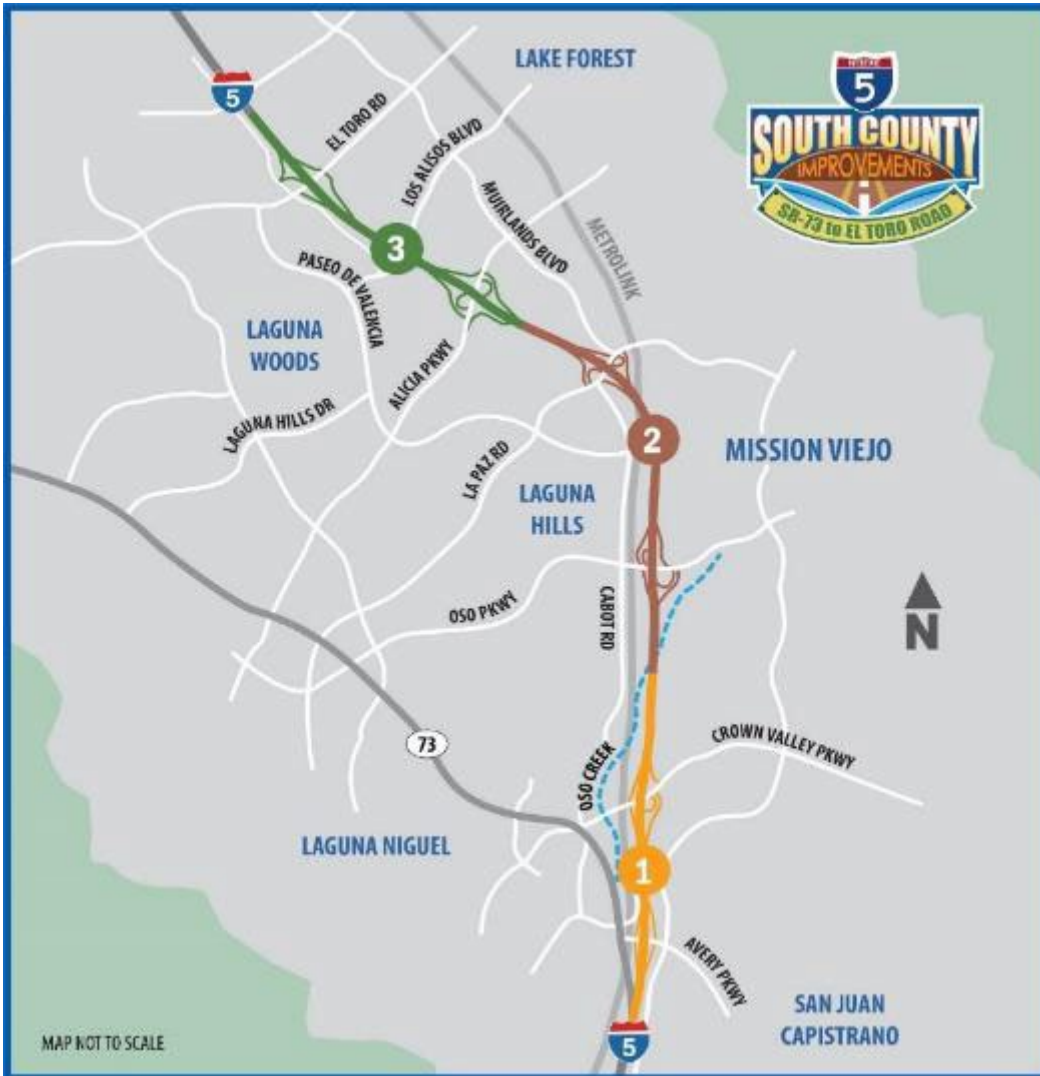 LAKE FOREST
5
SOUTH COUNTY
IMPROVEMENTS
SR-73 to EL TORO ROAD
5
EL TORO RD
LOS ALISOS BLVD
MUIRLANDS BLVD
METROLINK
3
PASEO DE VALENCIA
LAGUNA
WOODS
ALICIA PKWY
LAGUNA HILLS DR
2
MISSION VIEJO
LA PAZ RD
LAGUNA
HILLS
OSO PKWY
CABOT RD
N
73
CROWN VALLEY PKWY
OSO CREEK
LAGUNA NIGUEL
1
AVERY PKWY
SAN JUAN
CAPISTRANO
MAP NOT TO SCALE
5